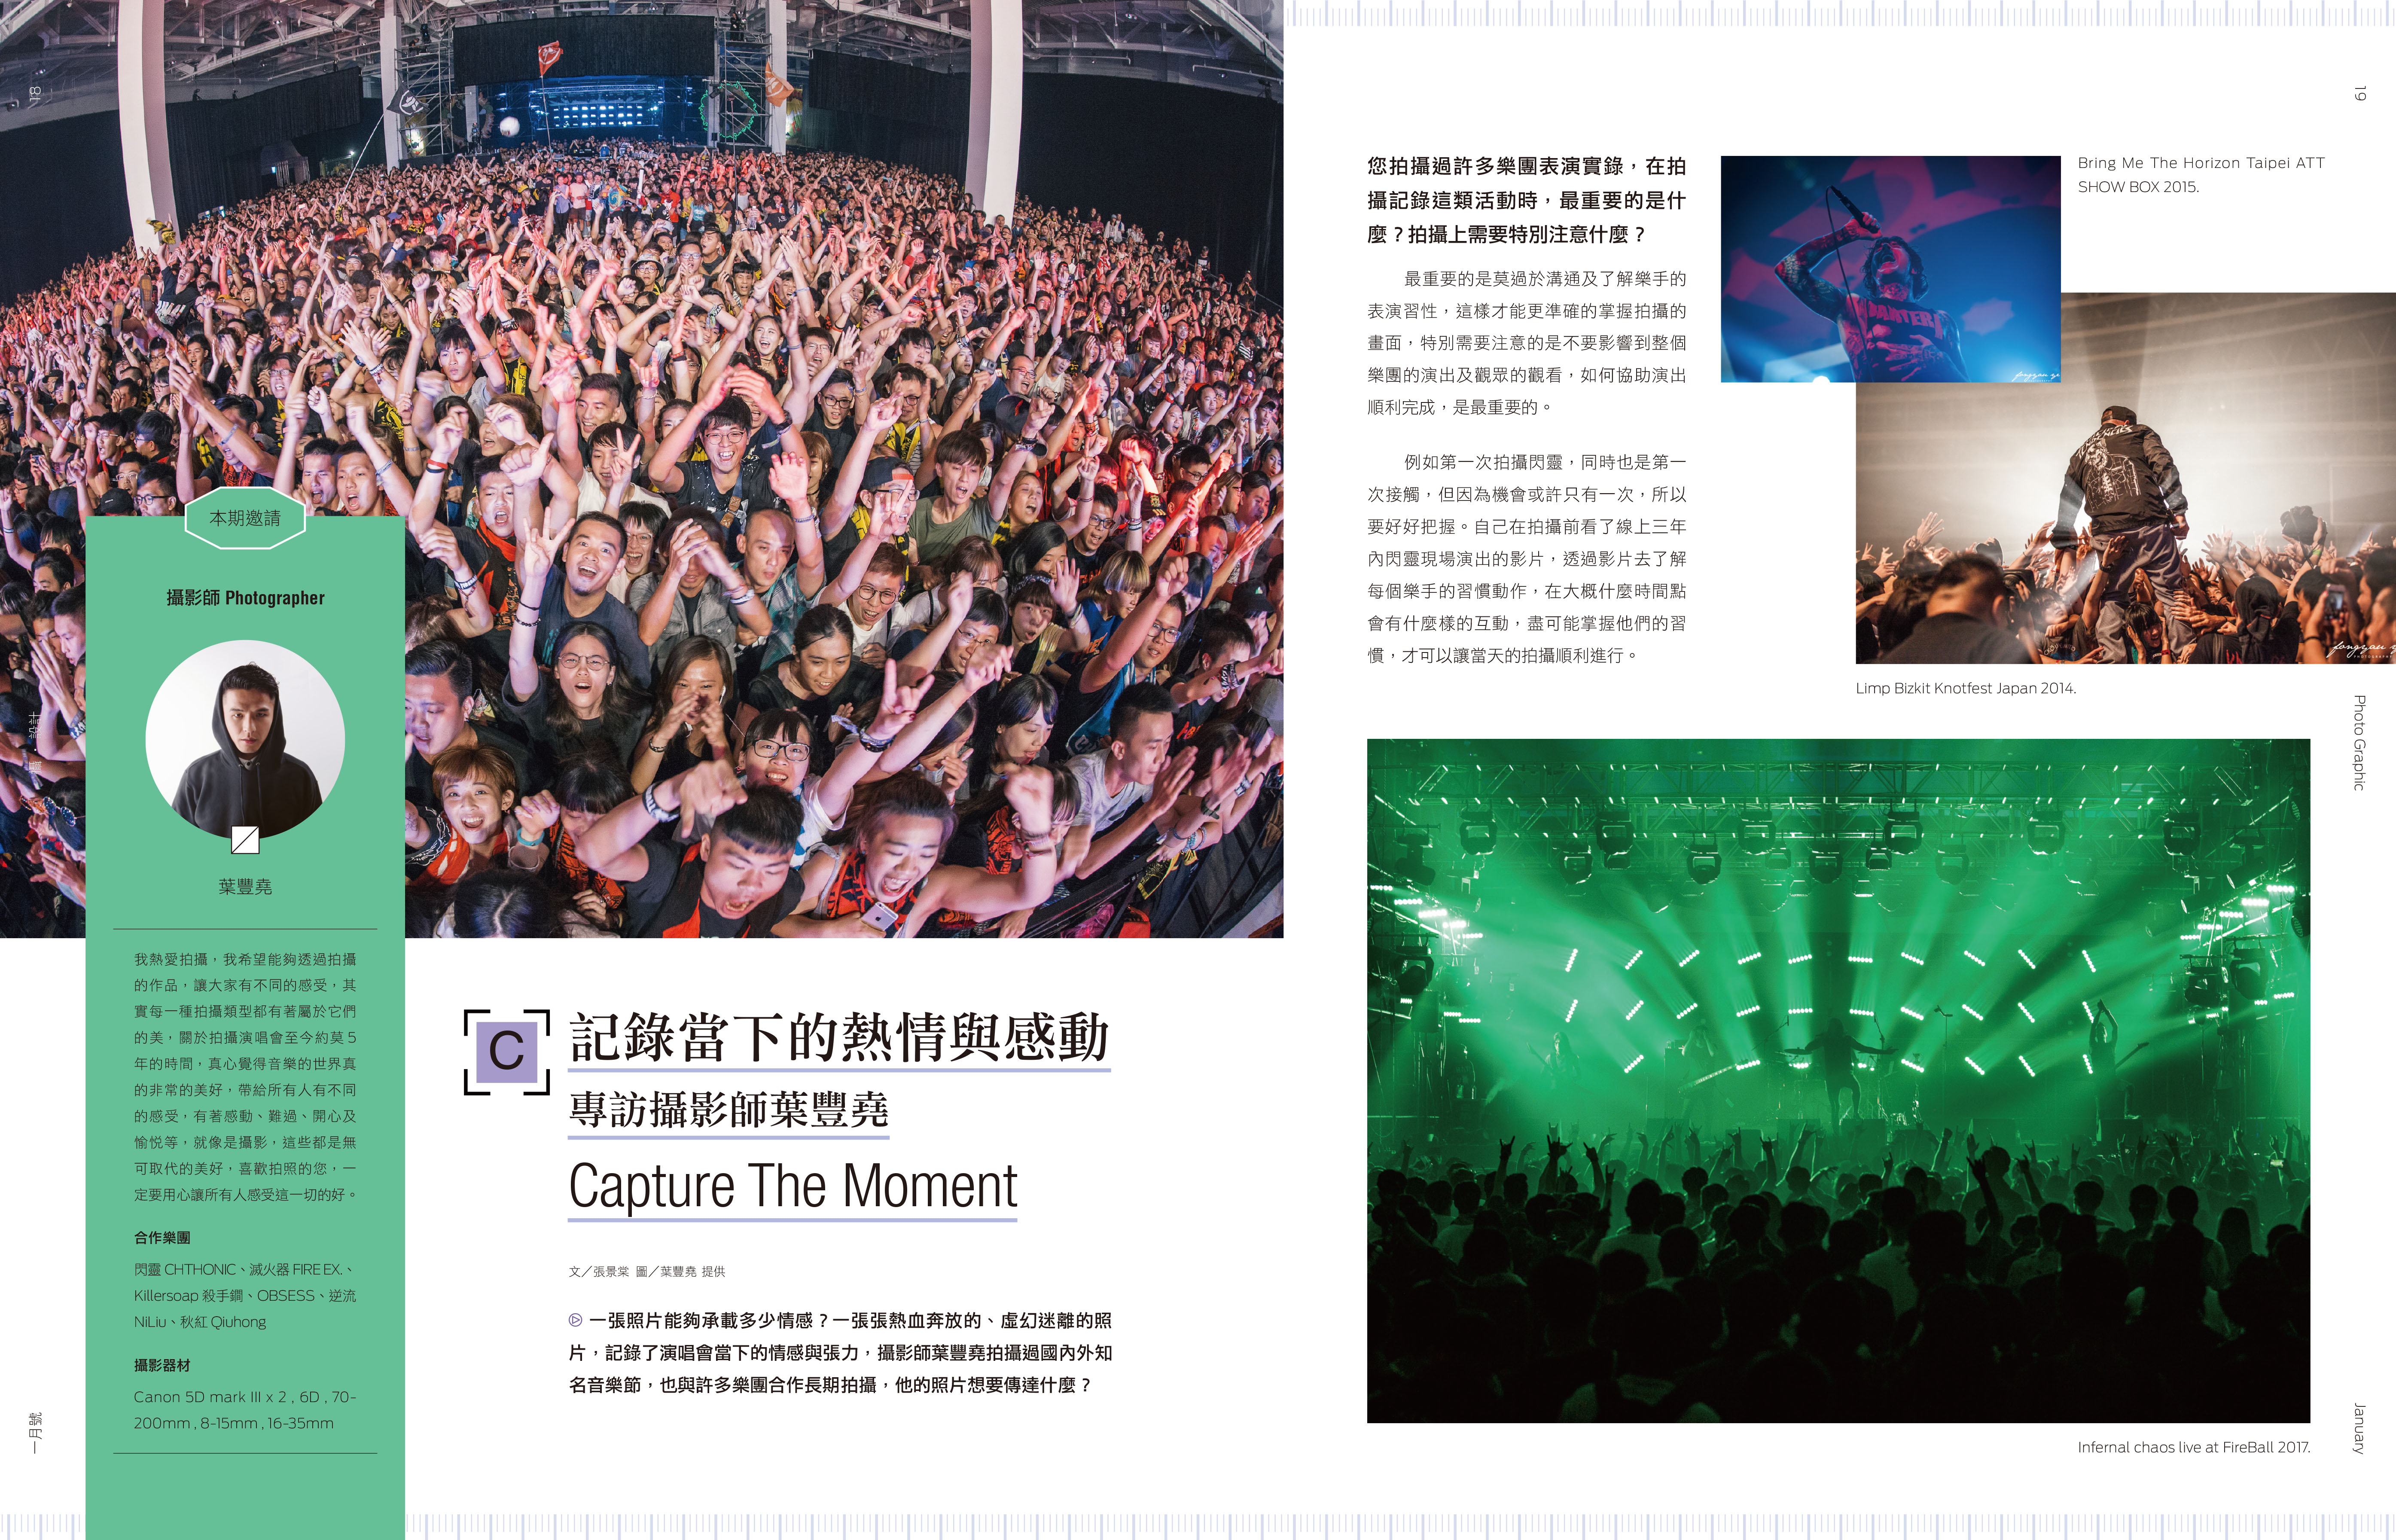 18
攝．設計
一月號
本期邀請
攝影師 Photographer
葉豐堯
我熱愛拍攝，我希望能夠透過拍攝
的作品，讓大家有不同的感受，其
實每一種拍攝類型都有著屬於它們
的美，關於拍攝演唱會至今約莫 5
年的時間，真心覺得音樂的世界真
的非常的美好，帶給所有人有不同
的感受，有著感動、難過、開心及
愉悅等，就像是攝影，這些都是無
可取代的美好，喜歡拍照的您，一
定要用心讓所有人感受這一切的好。
合作樂團
閃靈 CHTHONIC、滅火器 FIRE EX.、
Killersoap 殺手鐧、OBSESS、逆流
NiLiu、秋紅 Qiuhong
攝影器材
Canon 5D mark III x 2 , 6D , 70-
200mm , 8-15mm , 16-35mm
C
記錄當下的熱情與感動
專訪攝影師葉豐堯
Capture The Moment
文／張景棠 圖／葉豐堯 提供
一張照片能夠承載多少情感？一張張熱血奔放的、虛幻迷離的照
片，記錄了演唱會當下的情感與張力，攝影師葉豐堯拍攝過國內外知
名音樂節，也與許多樂團合作長期拍攝，他的照片想要傳達什麼？
您拍攝過許多樂團表演實錄，在拍
攝記錄這類活動時，最重要的是什
麼？拍攝上需要特別注意什麼？
最重要的是莫過於溝通及了解樂手的
表演習性，這樣才能更準確的掌握拍攝的
畫面，特別需要注意的是不要影響到整個
樂團的演出及觀眾的觀看，如何協助演出
順利完成，是最重要的。
例如第一次拍攝閃靈，同時也是第一
次接觸，但因為機會或許只有一次，所以
要好好把握。自己在拍攝前看了線上三年
內閃靈現場演出的影片，透過影片去了解
每個樂手的習慣動作，在大概什麼時間點
會有什麼樣的互動，盡可能掌握他們的習
慣，才可以讓當天的拍攝順利進行。
PANTERA
Bring Me The Horizon Taipei ATT
SHOW BOX 2015.
Limp Bizkit Knotfest Japan 2014.
Infernal chaos live at FireBall 2017.
19
Photo Graphic
January